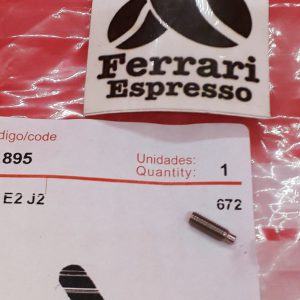 Ferrari
Espresso
digo/code
895
Unidades:
Quantity: 1
E2 J2
672